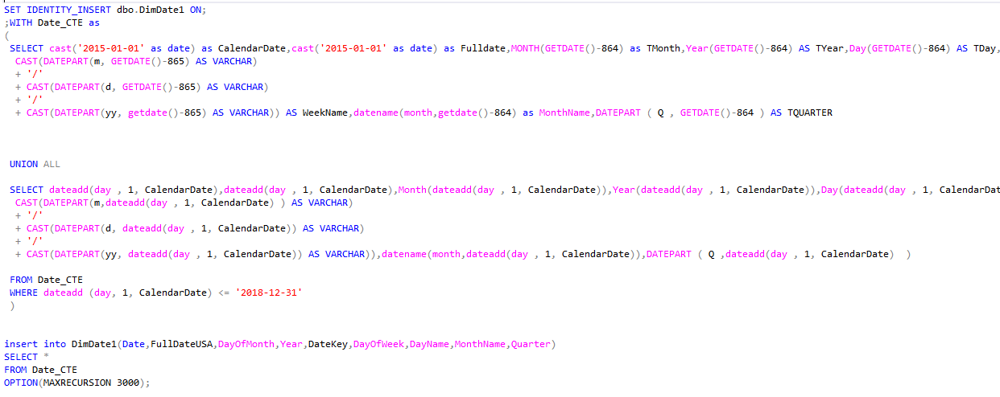 SET IDENTITY_INSERT dbo.DimDate1 ON;
;WITH Date_CTE as
(
SELECT cast('2015-01-01' as date) as CalendarDate,cast('2015-01-01' as date) as Fulldate,MONTH(GETDATE()-864) as TMonth,Year(GETDATE()-864) AS TYear,Day(GETDATE()-864) AS TDay,
CAST(DATEPART(m, GETDATE()-865) AS VARCHAR)
+ '/'
+ CAST(DATEPART(d, GETDATE()-865) AS VARCHAR)
+ '/'
+ CAST(DATEPART(yy, getdate()-865) AS VARCHAR)) AS WeekName,datename(month,getdate()-864) as MonthName,DATEPART ( Q , GETDATE()-864 ) AS TQUARTER
UNION ALL
SELECT dateadd(day , 1, CalendarDate),dateadd(day , 1, CalendarDate),Month(dateadd(day , 1, CalendarDate)),Year(dateadd(day , 1, CalendarDate)),Day(dateadd(day , 1, CalendarDat
CAST(DATEPART(m,dateadd(day , 1, CalendarDate) ) AS VARCHAR)
+ '/'
+ CAST(DATEPART(d, dateadd(day , 1, CalendarDate)) AS VARCHAR)
+ '/'
+ CAST(DATEPART(yy, dateadd(day , 1, CalendarDate)) AS VARCHAR)),datename(month,dateadd(day , 1, CalendarDate)),DATEPART ( Q ,dateadd(day , 1, CalendarDate)  )
FROM Date_CTE
WHERE dateadd (day, 1, CalendarDate) <= '2018-12-31'
)
insert into DimDate1(Date,FullDateUSA,DayOfMonth,Year,DateKey,DayOfWeek,DayName,MonthName,Quarter)
SELECT *
FROM Date_CTE
OPTION(MAXRECURSION 3000);